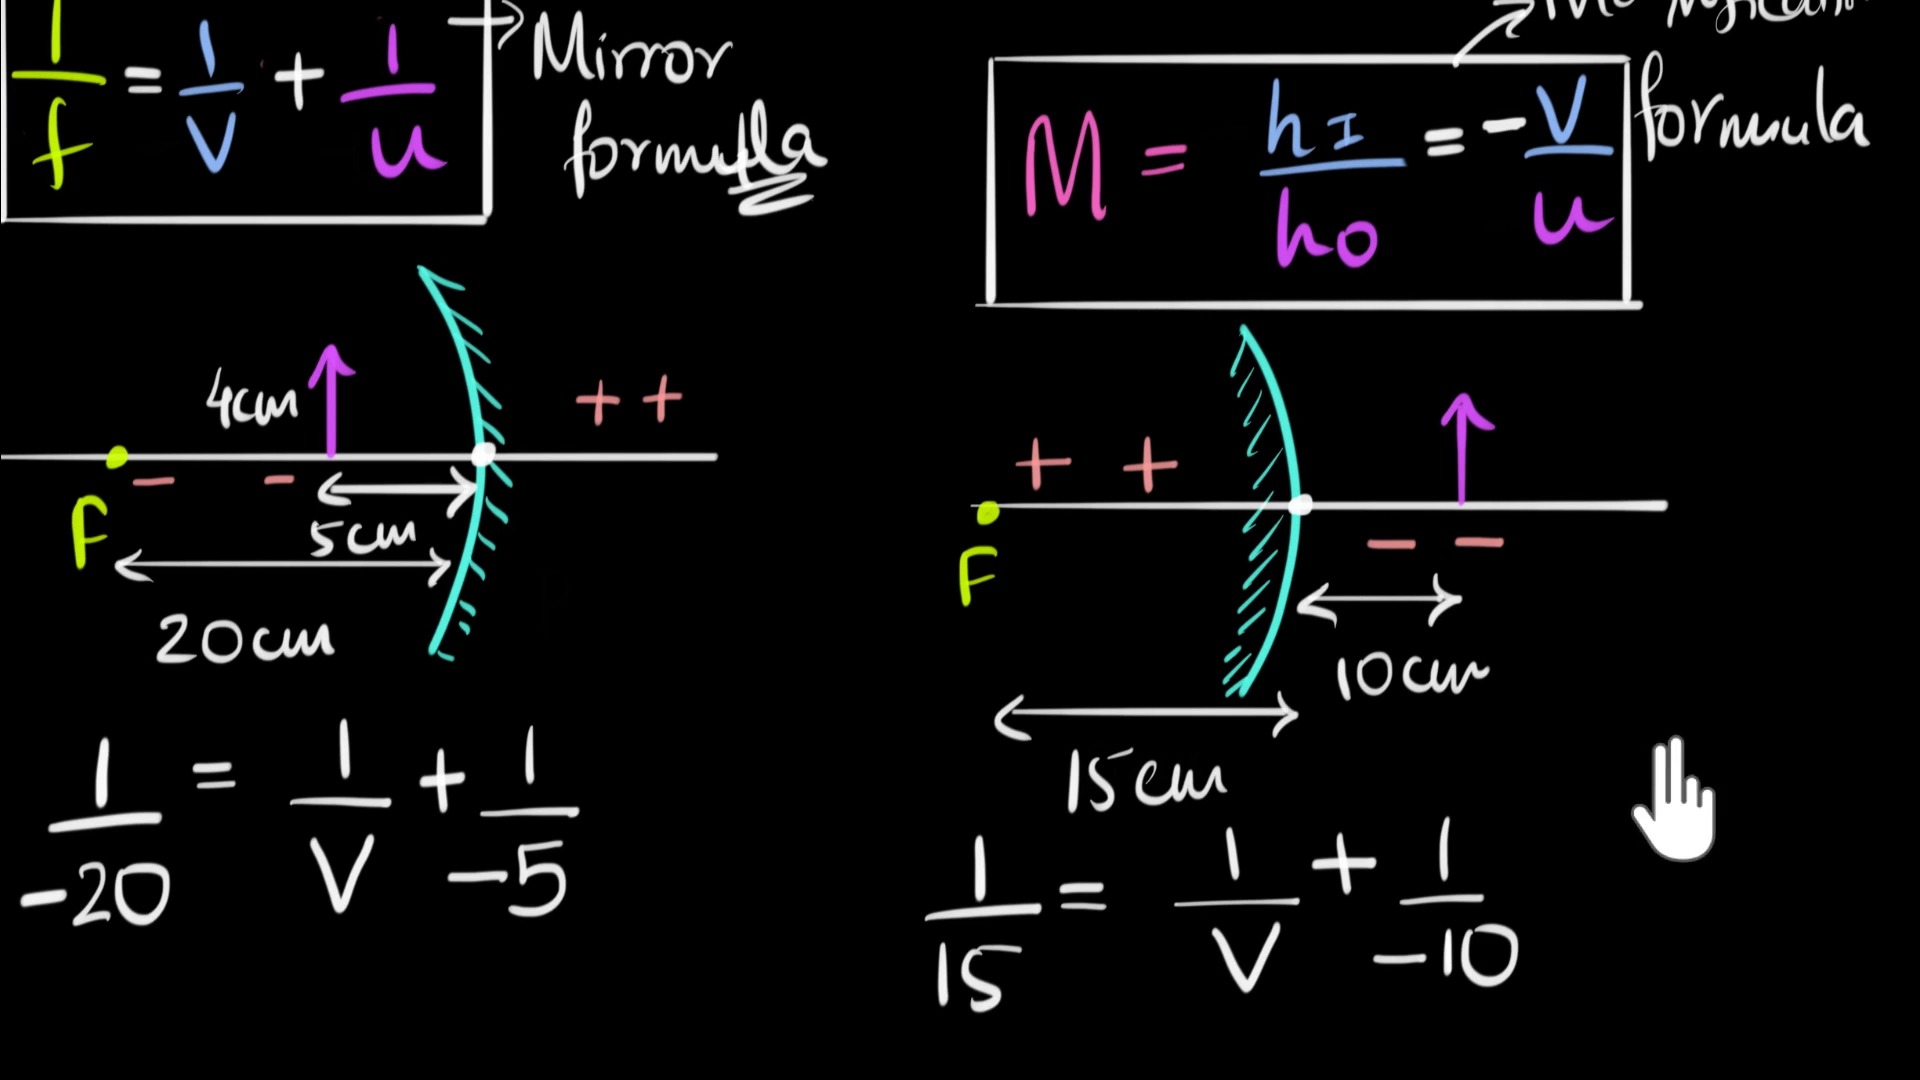 1/f = 1/v + 1/u → Mirror formula
M = hI/ho = -v/u
formula
4cm
+ +
F - -
5cm
20cm
1/-20 = 1/v + 1/-5
+ +
F - -
10cm
15cm
1/15 = 1/v + 1/-10